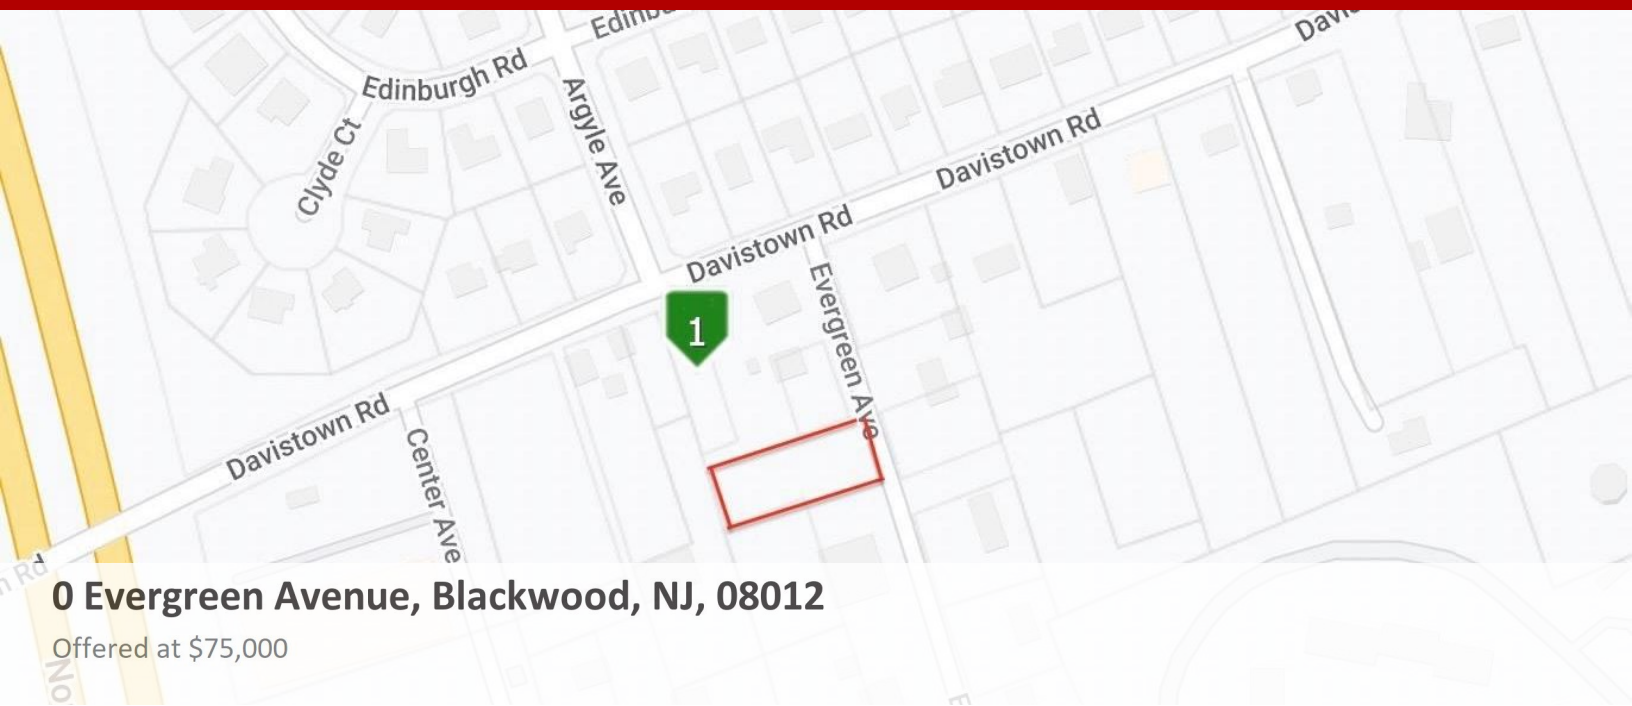 Edinburgh Rd
Argyle Ave
Clyde Ct
Davistown Rd
Davistown Rd
Evergreen Ave
1
Davistown Rd
Center Ave
Rd
0 Evergreen Avenue, Blackwood, NJ, 08012
Offered at $75,000